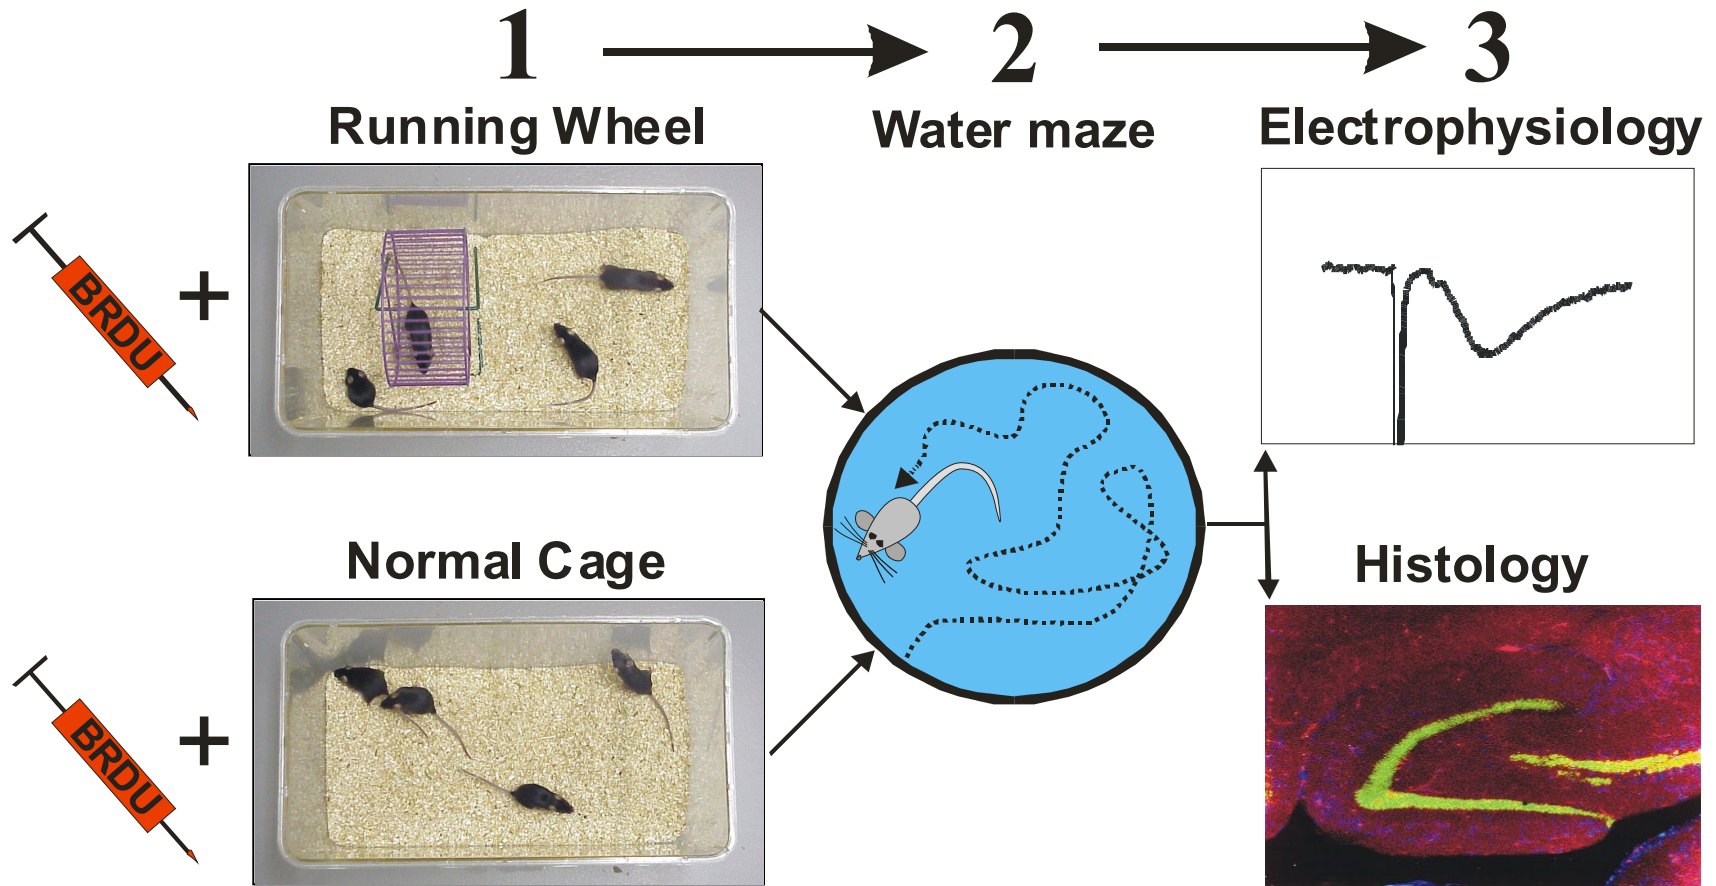 1
2
3
Running Wheel
Water maze
Electrophysiology
BRDU
+
Normal Cage
Histology
BRDU
+